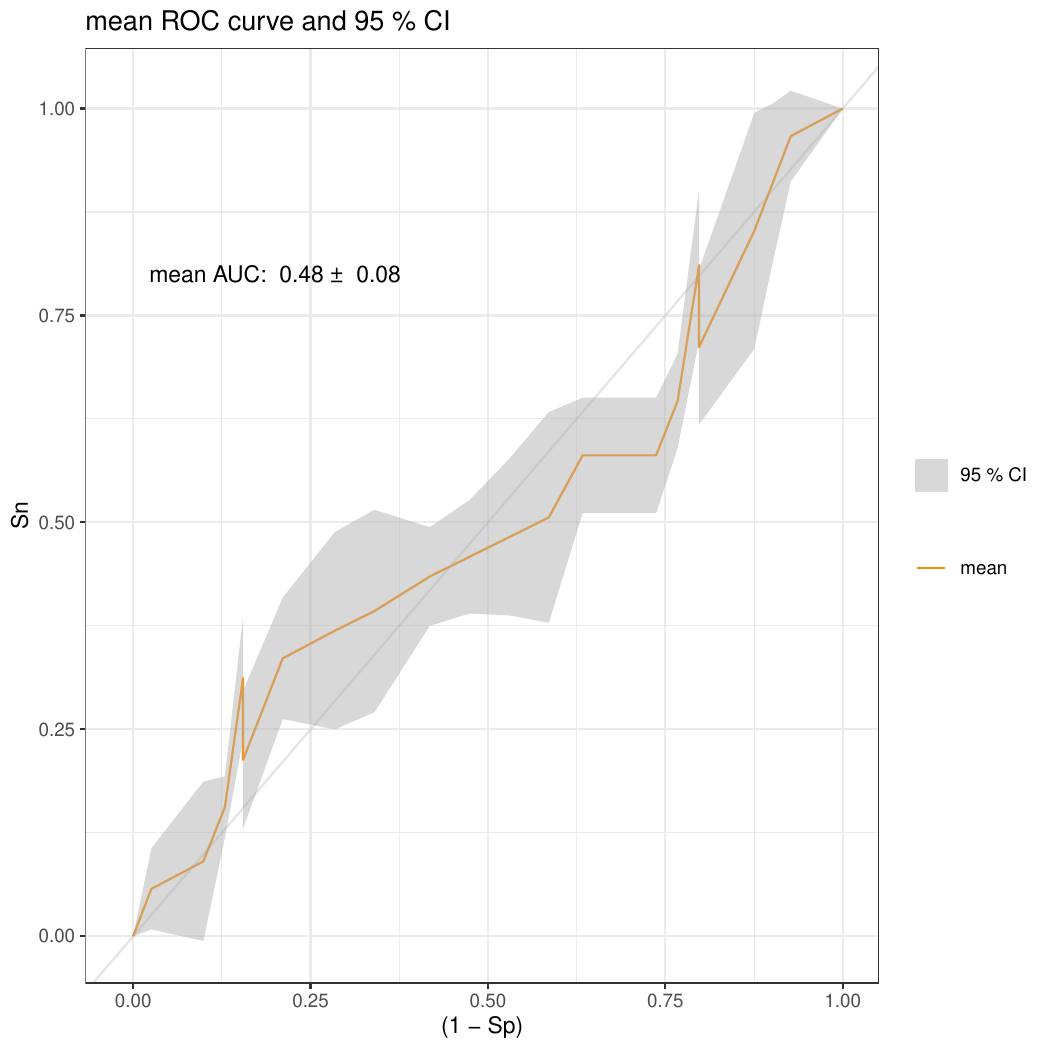 mean ROC curve and 95 % CI
1.00
mean AUC:  0.48 ±  0.08
0.75
95 % CI
Sn
0.50
mean
0.25
0.00
0.00 0.25 0.50 0.75 1.00
(1 − Sp)